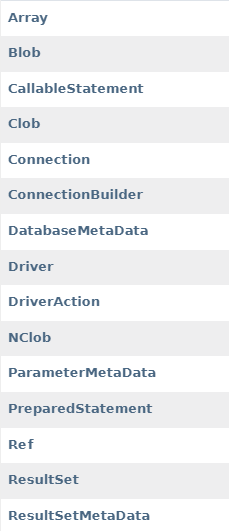 Array
Blob
CallableStatement
Clob
Connection
ConnectionBuilder
DatabaseMetaData
Driver
DriverAction
NClob
ParameterMetaData
PreparedStatement
Ref
ResultSet
ResultSetMetaData